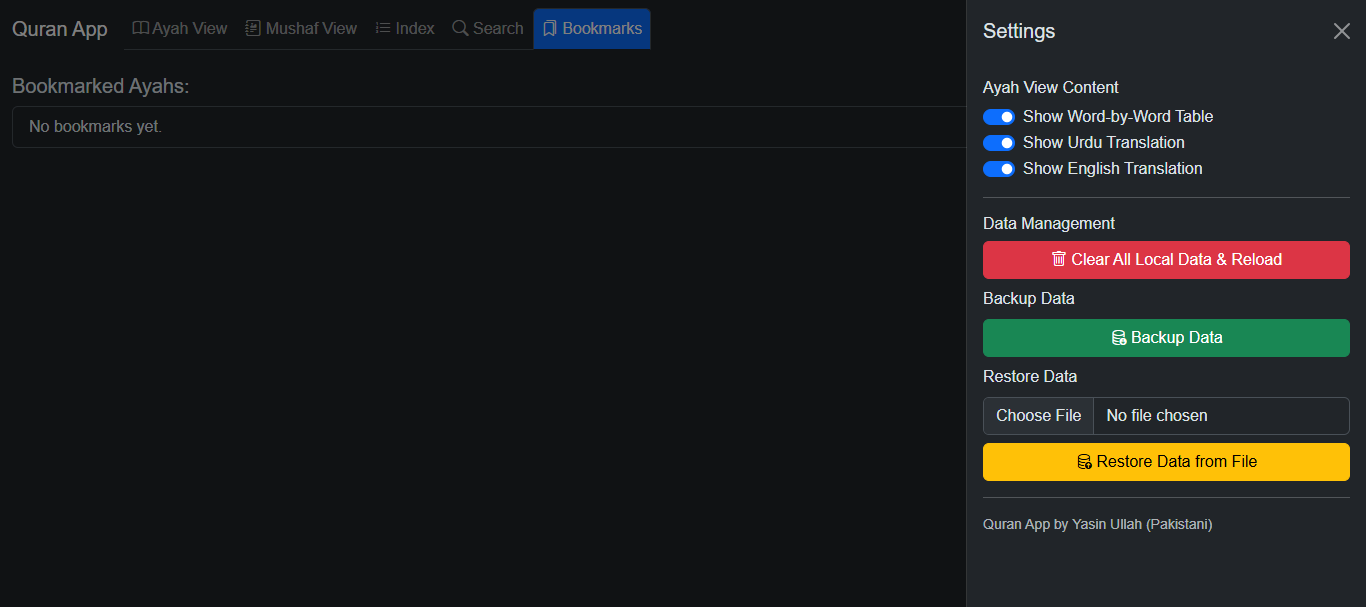 Quran App Ayah View Mushaf View Index Search Bookmarks
Bookmarked Ayahs:
No bookmarks yet.
Settings
Ayah View Content
Show Word-by-Word Table
Show Urdu Translation
Show English Translation
Data Management
Clear All Local Data & Reload
Backup Data
Backup Data
Restore Data
Choose File No file chosen
Restore Data from File
Quran App by Yasin Ullah (Pakistani)